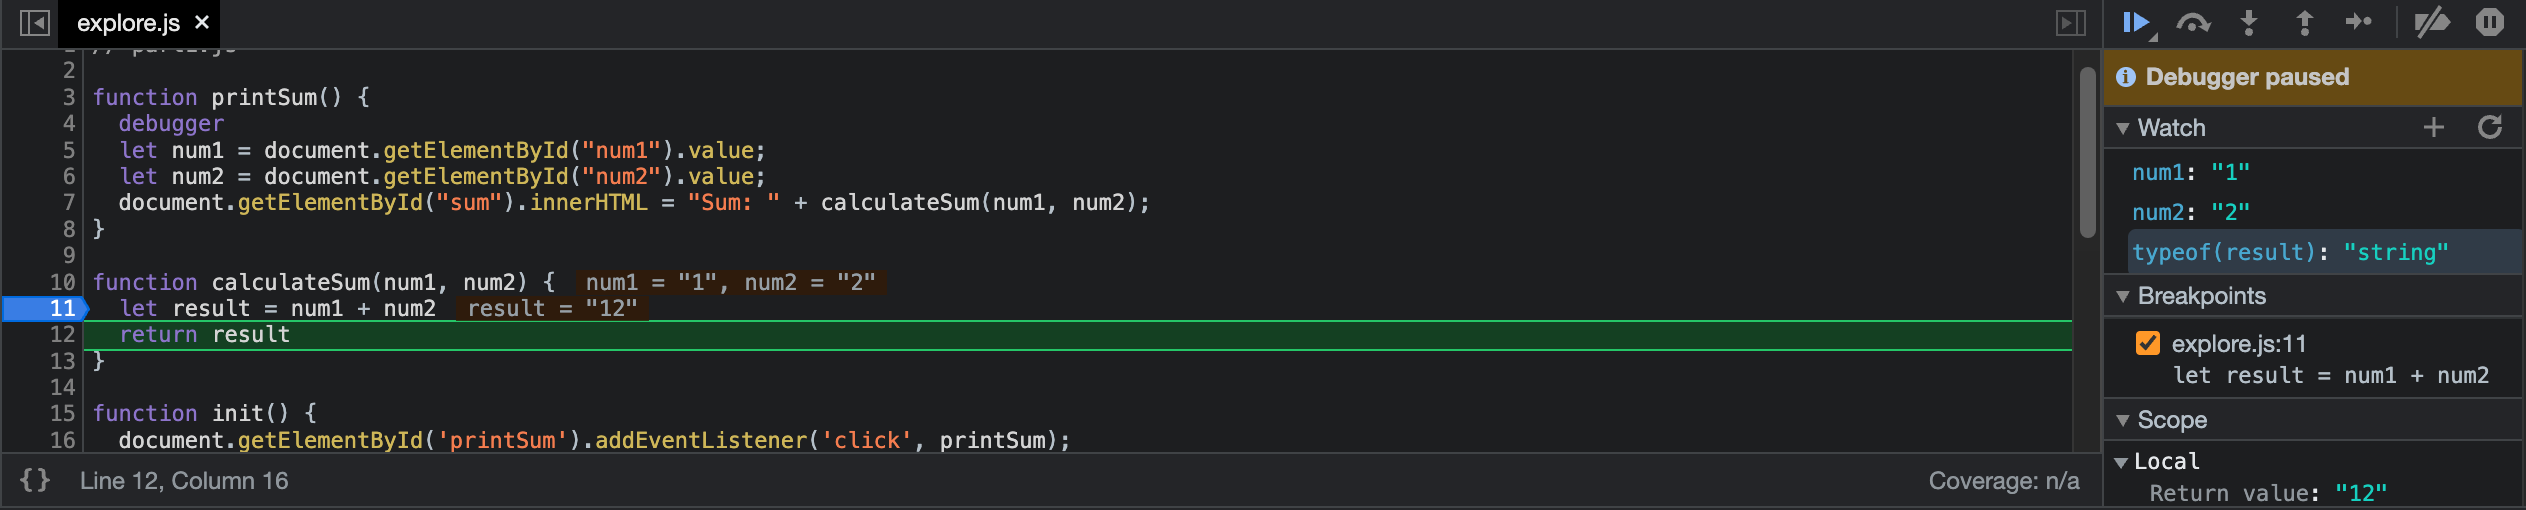 explore.js ×
2
3 function printSum() {
4 debugger
5 let num1 = document.getElementById("num1").value;
6 let num2 = document.getElementById("num2").value;
7 document.getElementById("sum").innerHTML = "Sum: " + calculateSum(num1, num2);
8 }
9
10 function calculateSum(num1, num2) { num1 = "1", num2 = "2"
11 let result = num1 + num2 result = "12"
12 return result
13 }
14
15 function init() {
16 document.getElementById('printSum').addEventListener('click', printSum);
{} Line 12, Column 16
Coverage: n/a
Debugger paused
Watch
num1: "1"
num2: "2"
typeof(result): "string"
Breakpoints
explore.js:11
let result = num1 + num2
Scope
Local
Return value: "12"